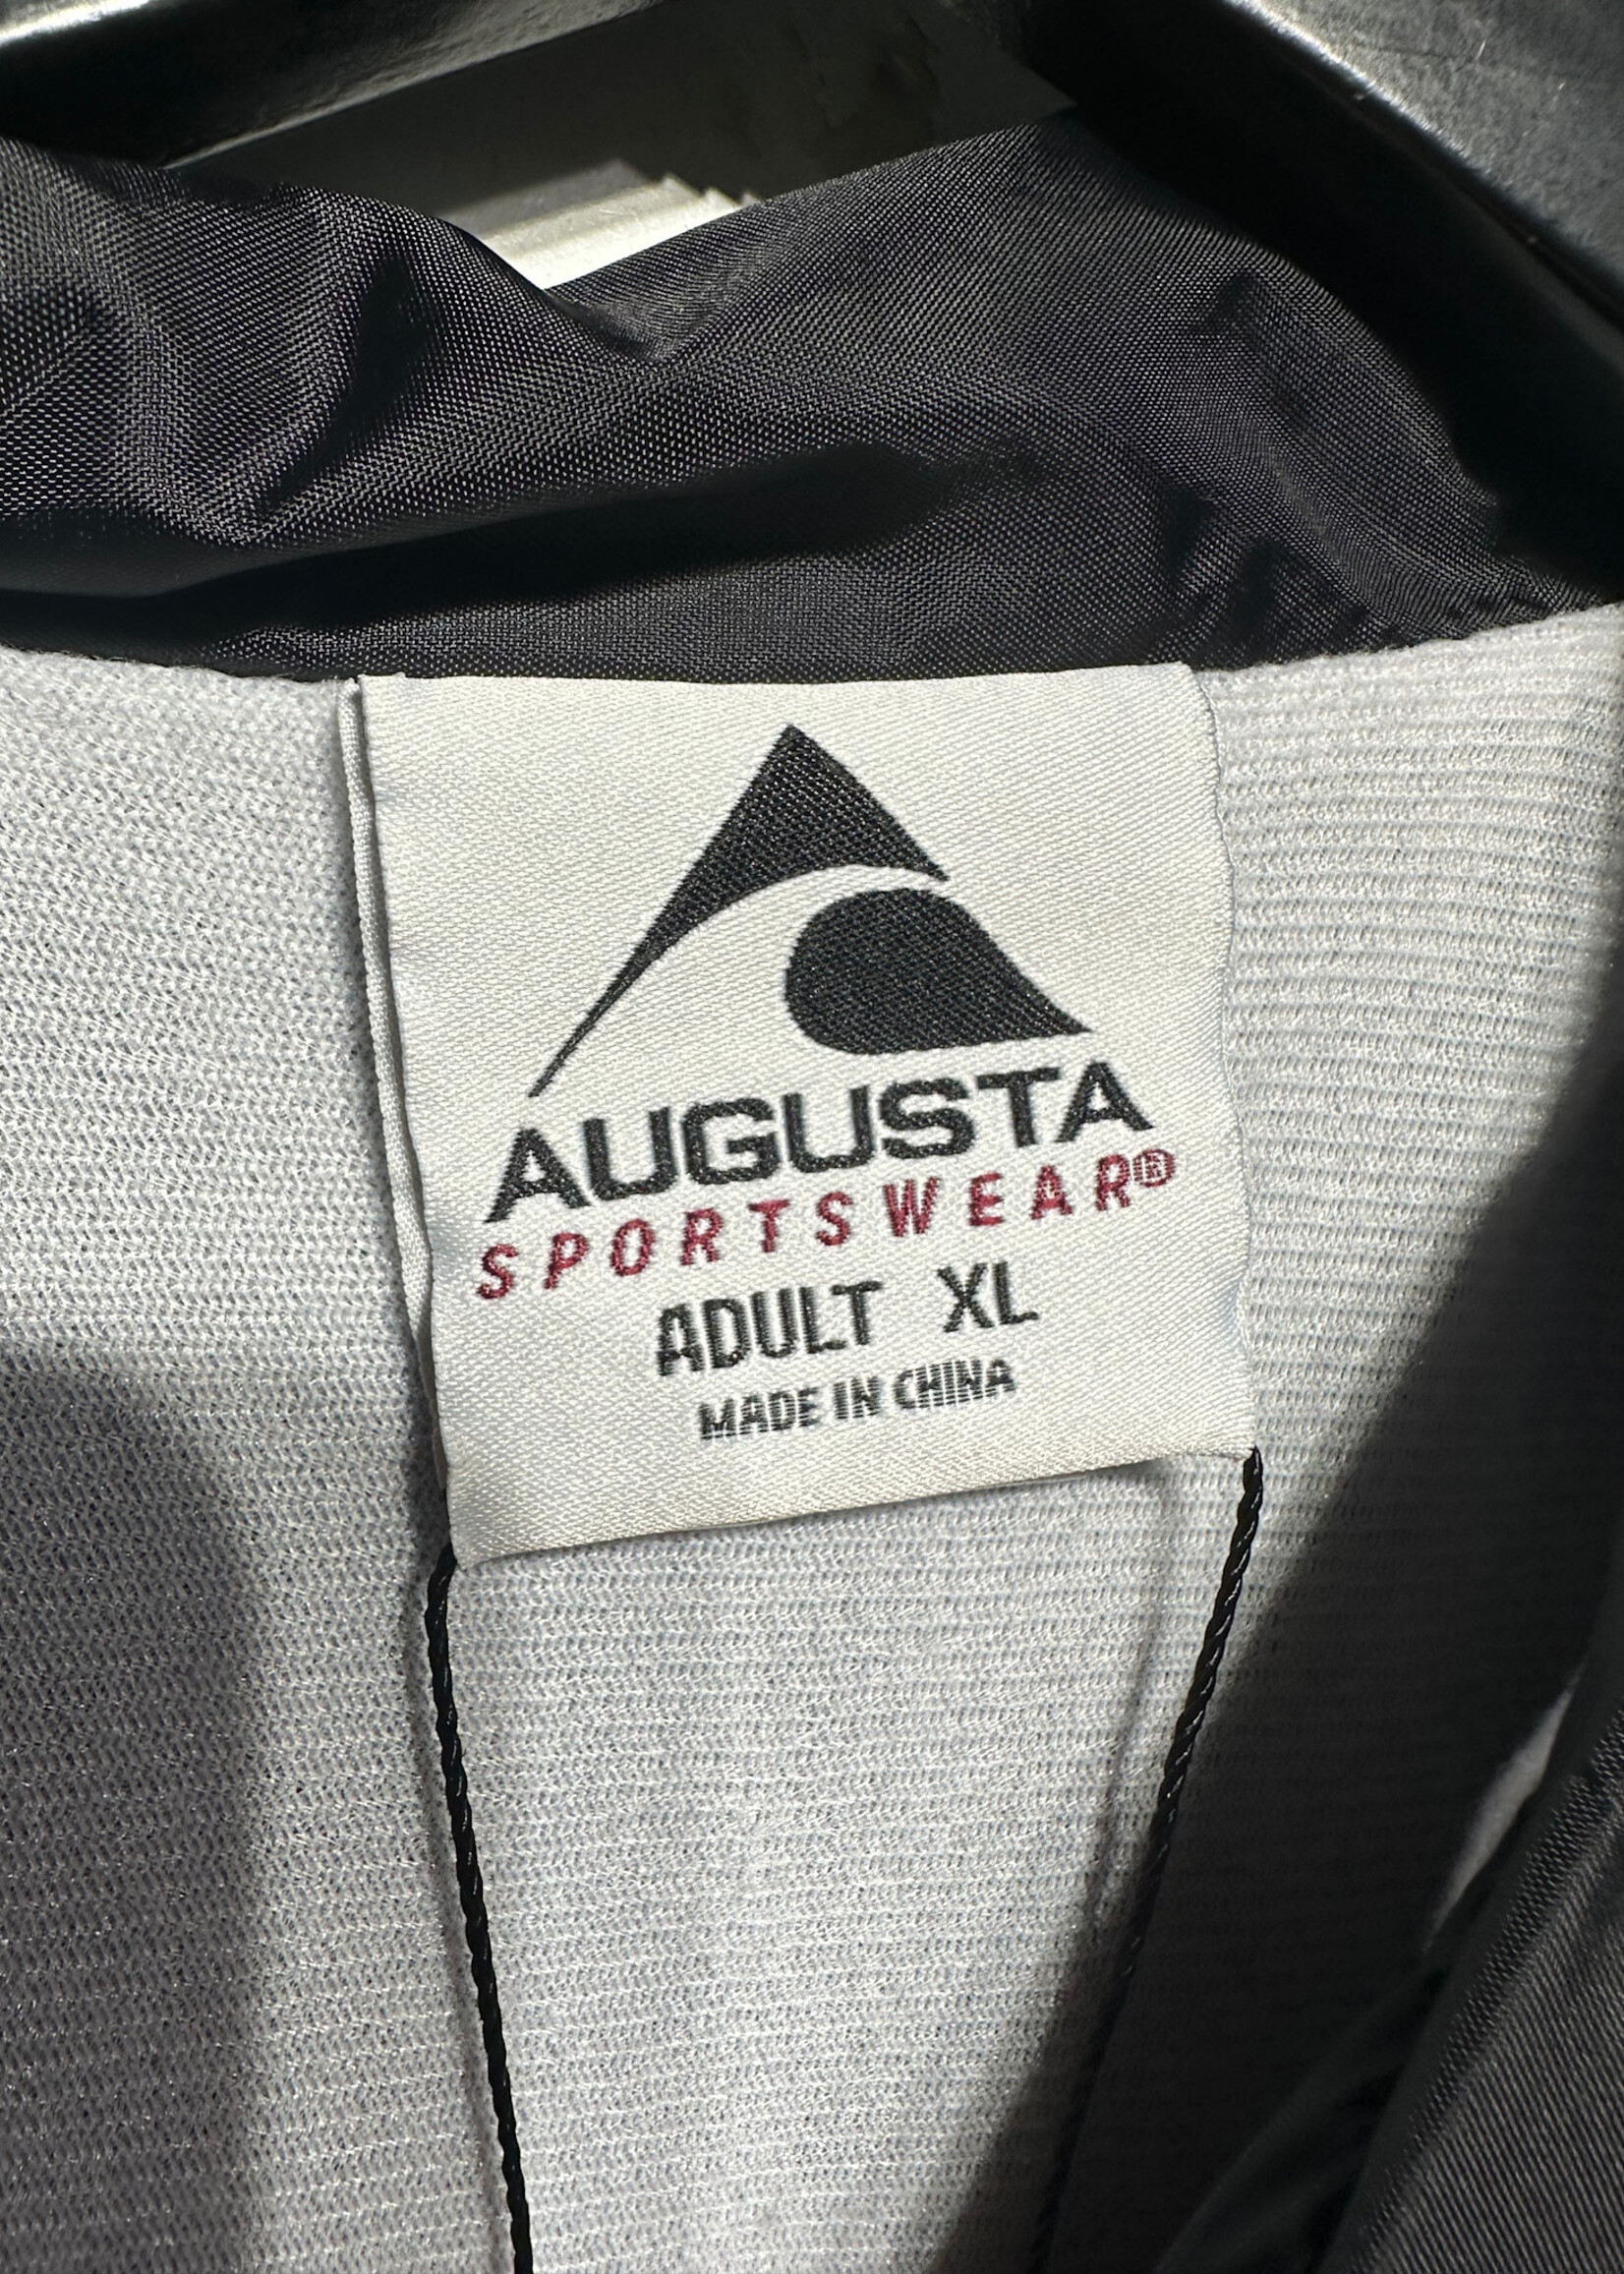 AUGUSTA
SPORTSWEAR®
ADULT XL
MADE IN CHINA